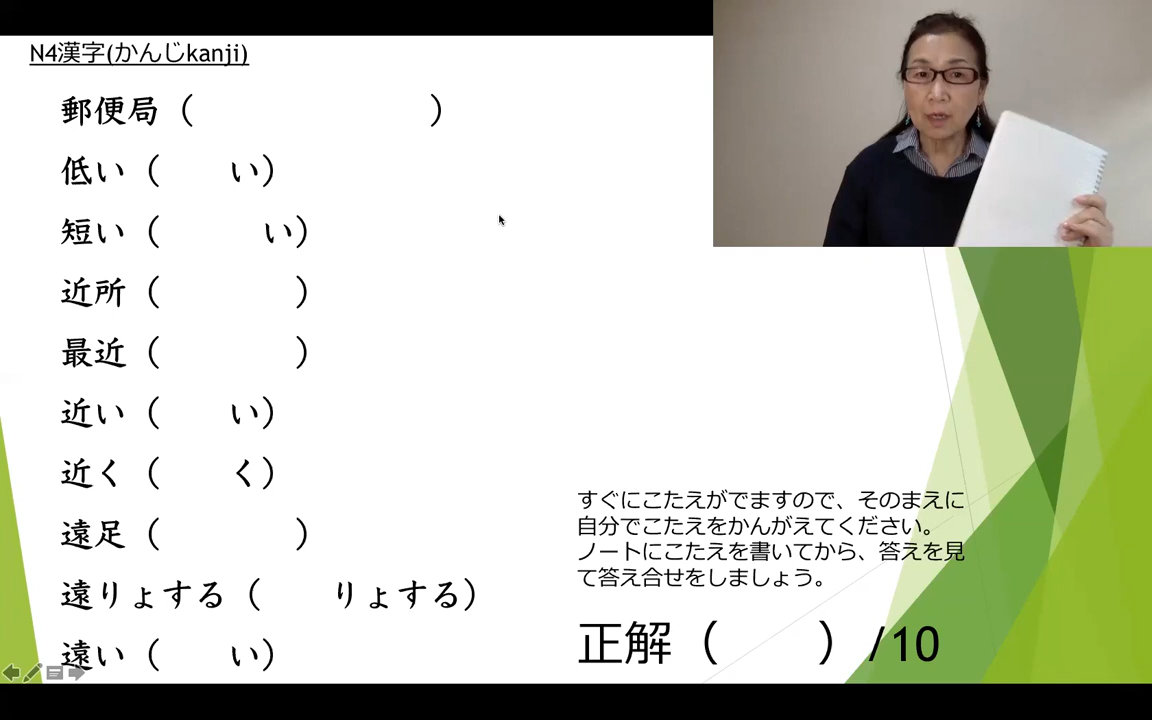 N4漢字(かんじkanji)
郵便局（　　　　　　　）
低い（　　い）
短い（　　　い）
近所（　　　　）
最近（　　　　）
近い（　　い）
近く（　　く）
遠足（　　　　）
遠りょする（　　りょする）
遠い（　　い）
すぐにこたえがでますので、そのまえに
自分でこたえをかんがえてください。
ノートにこたえを書いてから、答えを見
て答え合せをしましょう。
正解（　　）/10